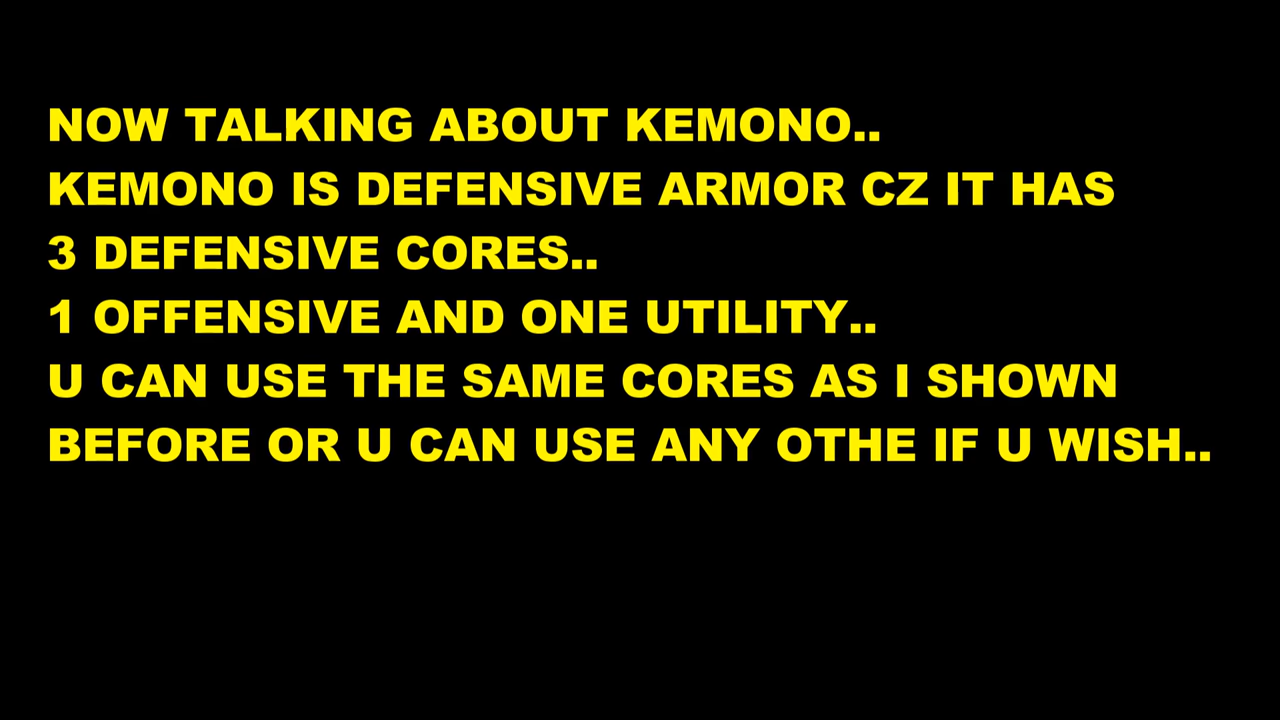 NOW TALKING ABOUT KEMONO..
KEMONO IS DEFENSIVE ARMOR CZ IT HAS
3 DEFENSIVE CORES..
1 OFFENSIVE AND ONE UTILITY..
U CAN USE THE SAME CORES AS I SHOWN
BEFORE OR U CAN USE ANY OTHE IF U WISH..